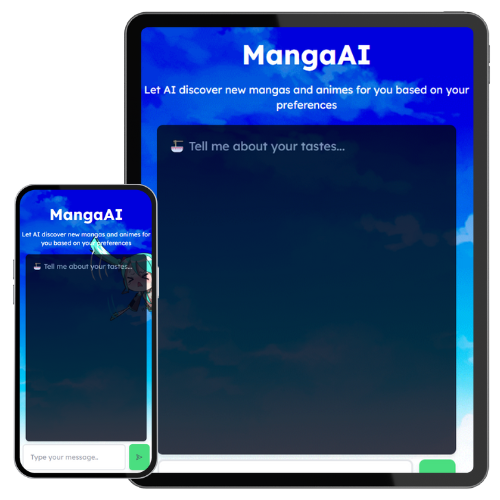 MangaAI
Let AI discover new mangas and animes for you based on your
preferences
🍜 Tell me about your tastes...
MangaAI
Let AI discover new mangas and animes for
you based on your preferences
🍜 Tell me about your tastes...
Type your message..